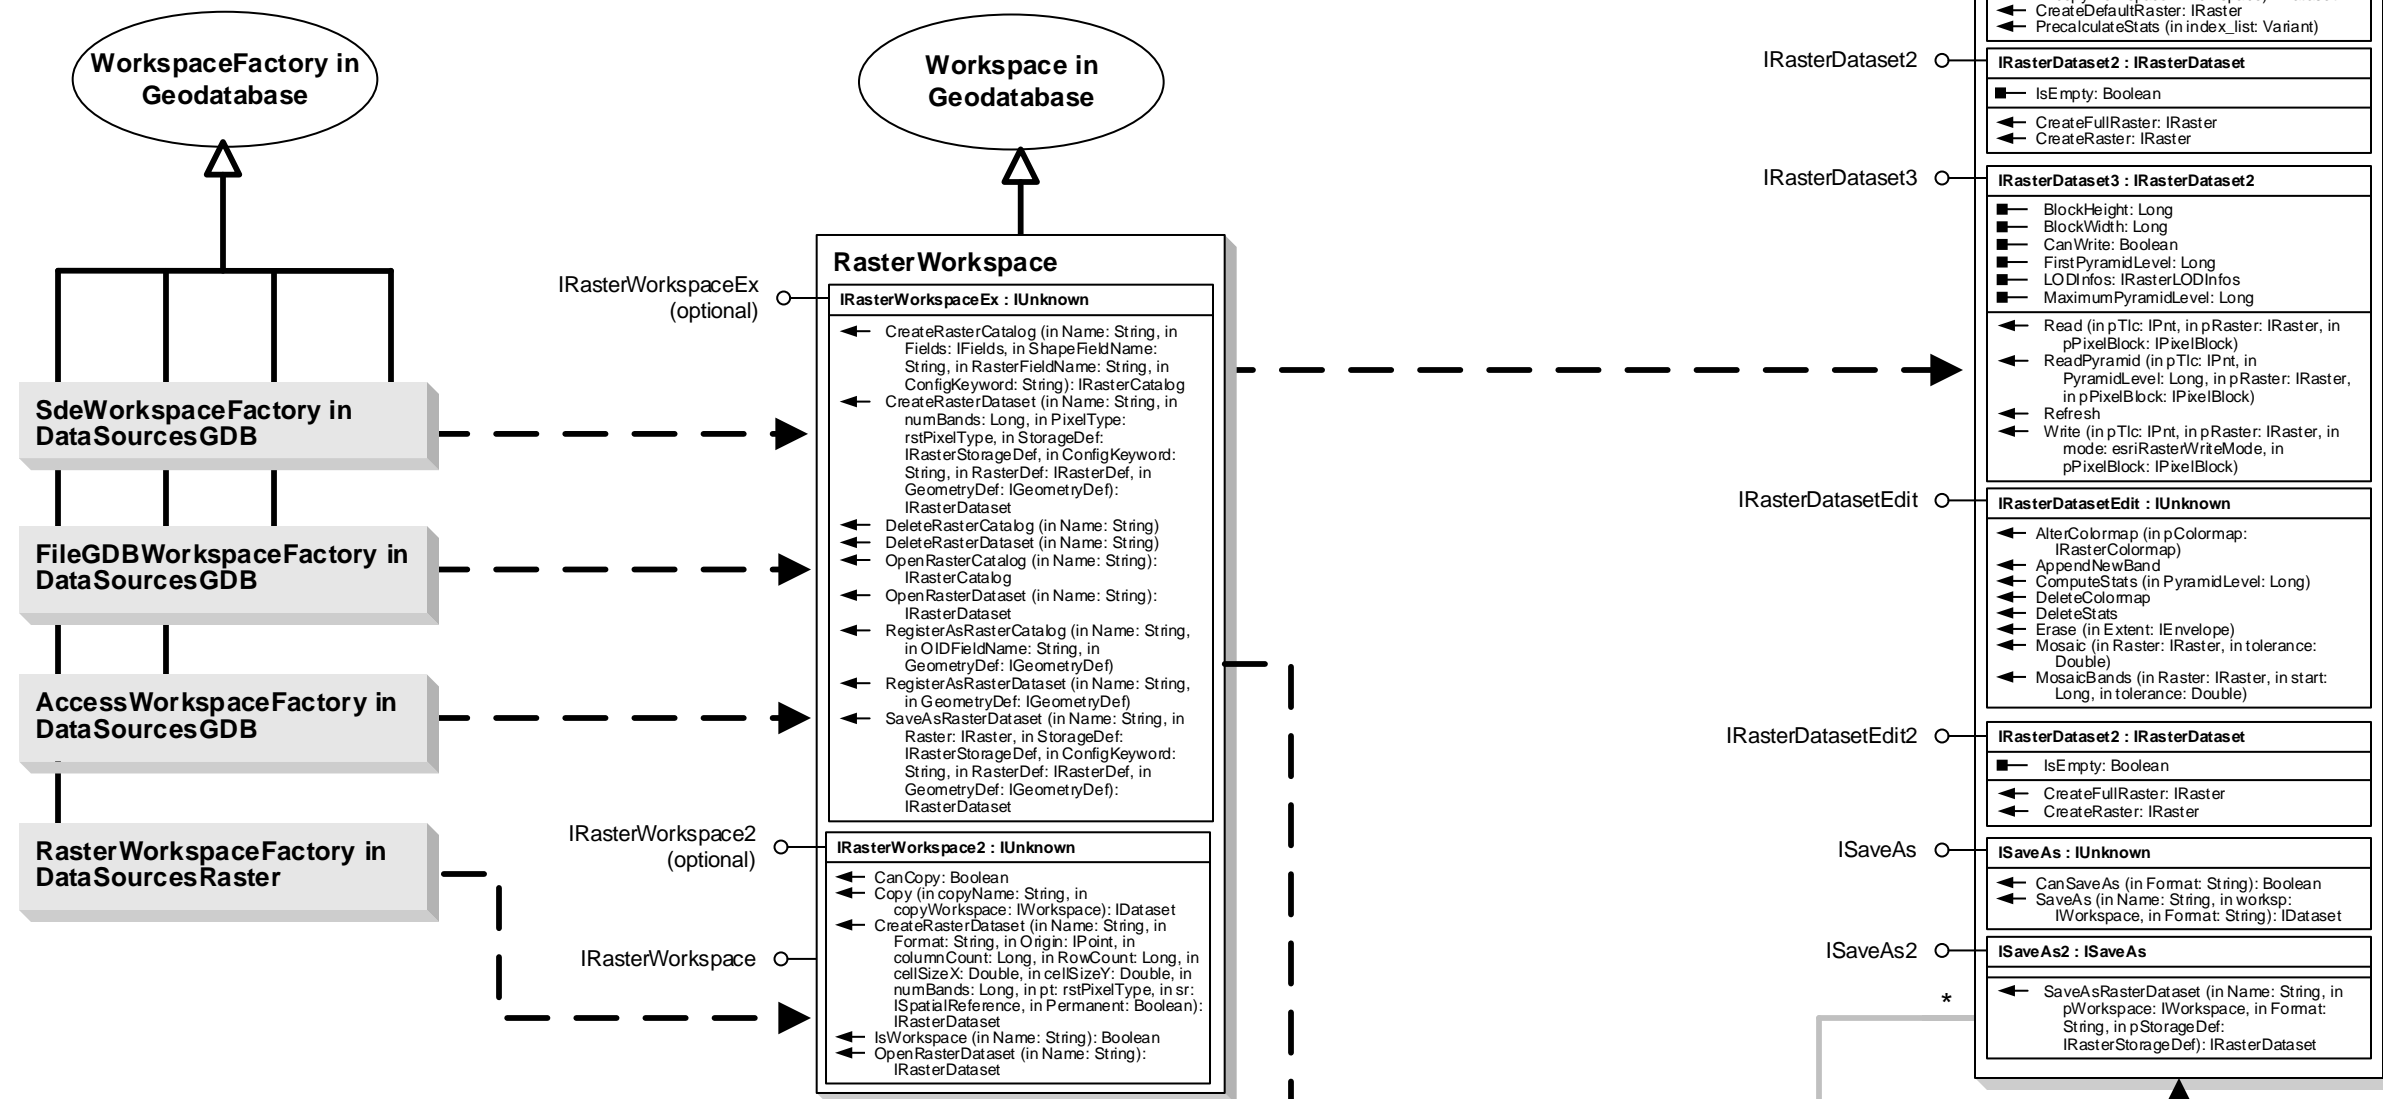 WorkspaceFactory in
Geodatabase
SdeWorkspaceFactory in
DataSourcesGDB
FileGDBWorkspaceFactory in
DataSourcesGDB
AccessWorkspaceFactory in
DataSourcesGDB
RasterWorkspaceFactory in
DataSourcesRaster
Workspace in
Geodatabase
IRasterWorkspaceEx
(optional)
IRasterWorkspace2
(optional)
IRasterWorkspace
RasterWorkspace
IRasterWorkspaceEx : IUnknown
CreateRasterCatalog (in Name: String, in
Fields: IFields, in ShapeFieldName:
String, in RasterFieldName: String, in
ConfigKeyword: String): IRasterCatalog
CreateRasterDataset (in Name: String, in
numBands: Long, in PixelType:
rstPixelType, in StorageDef:
IRasterStorageDef, in ConfigKeyword:
String, in RasterDef: IRasterDef, in
GeometryDef: IGeometryDef):
IRasterDataset
DeleteRasterCatalog (in Name: String)
DeleteRasterDataset (in Name: String)
OpenRasterCatalog (in Name: String):
IRasterCatalog
OpenRasterDataset (in Name: String):
IRasterDataset
RegisterAsRasterCatalog (in Name: String,
in OIDFieldName: String, in
GeometryDef: IGeometryDef)
RegisterAsRasterDataset (in Name: String,
in GeometryDef: IGeometryDef)
SaveAsRasterDataset (in Name: String, in
Raster: IRaster, in StorageDef:
IRasterStorageDef, in ConfigKeyword:
String, in RasterDef: IRasterDef, in
GeometryDef: IGeometryDef):
IRasterDataset
IRasterWorkspace2 : IUnknown
CanCopy: Boolean
Copy (in copyName: String, in
copyWorkspace: IWorkspace): IDataset
CreateRasterDataset (in Name: String, in
Format: String, in Origin: IPoint, in
columnCount: Long, in RowCount: Long, in
cellSizeX: Double, in cellSizeY: Double, in
numBands: Long, in pt: rstPixelType, in sr:
ISpatialReference, in Permanent: Boolean):
IRasterDataset
IsWorkspace (in Name: String): Boolean
OpenRasterDataset (in Name: String):
IRasterDataset
IRasterDataset2
IRasterDataset3
IRasterDatasetEdit
IRasterDatasetEdit2
ISaveAs
ISaveAs2
*
CreateDefaultRaster: IRaster
PrecalculateStats (in index_list: Variant)
IRasterDataset2 : IRasterDataset
IsEmpty: Boolean
CreateFullRaster: IRaster
CreateRaster: IRaster
IRasterDataset3 : IRasterDataset2
BlockHeight: Long
BlockWidth: Long
CanWrite: Boolean
FirstPyramidLevel: Long
LODInfos: IRasterLODInfos
MaximumPyramidLevel: Long
Read (in pTlc: IPnt, in pRaster: IRaster, in
pPixelBlock: IPixelBlock)
ReadPyramid (in pTlc: IPnt, in
PyramidLevel: Long, in pRaster: IRaster,
in pPixelBlock: IPixelBlock)
Refresh
Write (in pTlc: IPnt, in pRaster: IRaster, in
mode: esriRasterWriteMode, in
pPixelBlock: IPixelBlock)
IRasterDatasetEdit : IUnknown
AlterColormap (in pColormap:
IRasterColormap)
AppendNewBand
ComputeStats (in PyramidLevel: Long)
DeleteColormap
DeleteStats
Erase (in Extent: IEnvelope)
Mosaic (in Raster: IRaster, in tolerance:
Double)
MosaicBands (in Raster: IRaster, in start:
Long, in tolerance: Double)
IRasterDataset2 : IRasterDataset
IsEmpty: Boolean
CreateFullRaster: IRaster
CreateRaster: IRaster
ISaveAs : IUnknown
CanSaveAs (in Format: String): Boolean
SaveAs (in Name: String, in worksp:
IWorkspace, in Format: String): IDataset
ISaveAs2 : ISaveAs
SaveAsRasterDataset (in Name: String, in
pWorkspace: IWorkspace, in Format:
String, in pStorageDef:
IRasterStorageDef): IRasterDataset